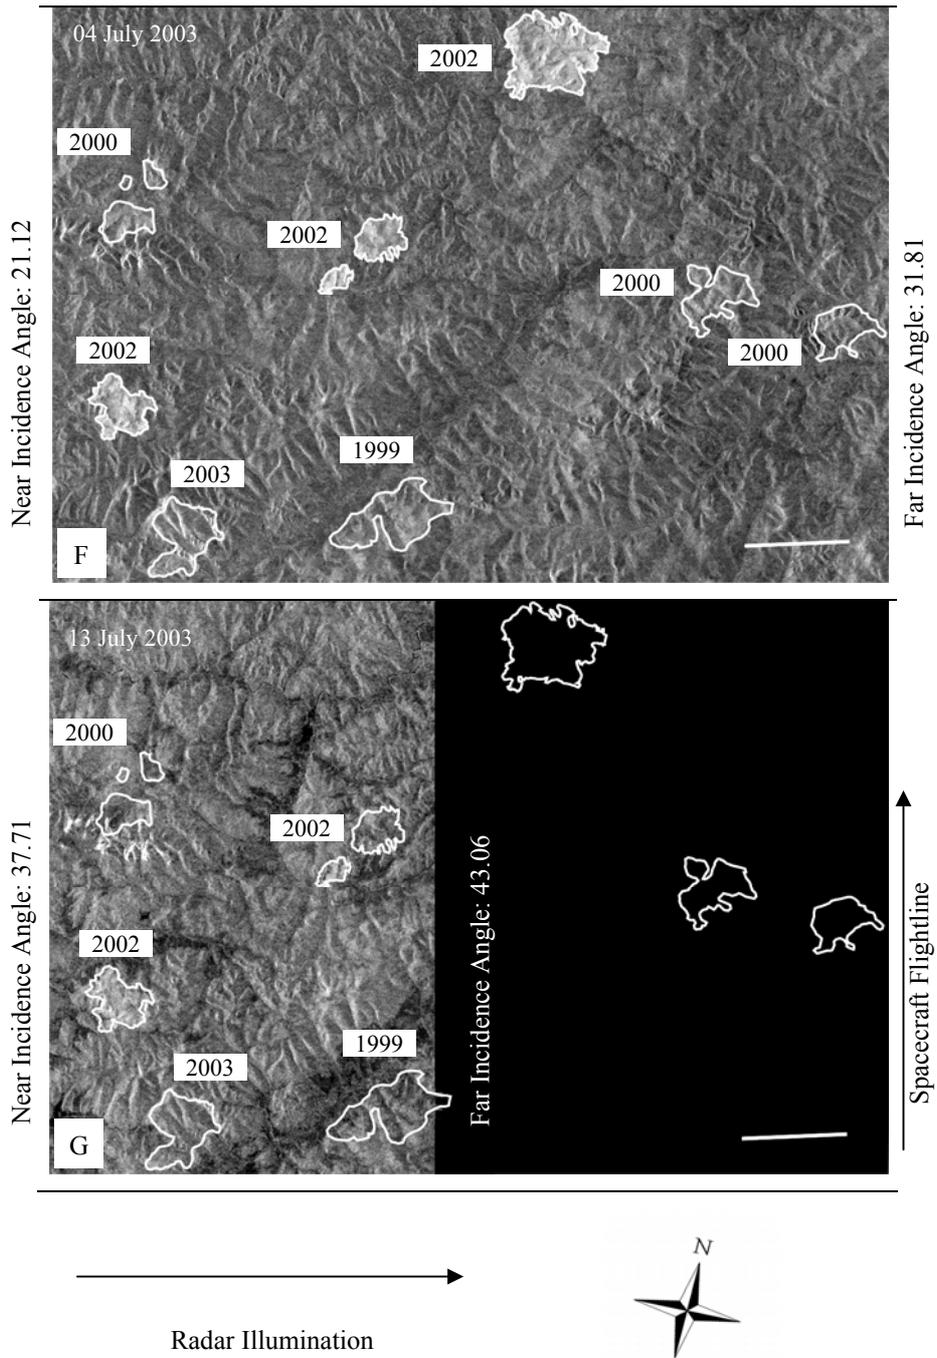 04 July 2003
2002
2000
2002
2000
2000
2002
1999
2003
F
Near Incidence Angle: 21.12
Far Incidence Angle: 31.81
13 July 2003
2000
2002
2002
1999
2003
G
Near Incidence Angle: 37.71
Far Incidence Angle: 43.06
Spacecraft Flightline
N
Radar Illumination